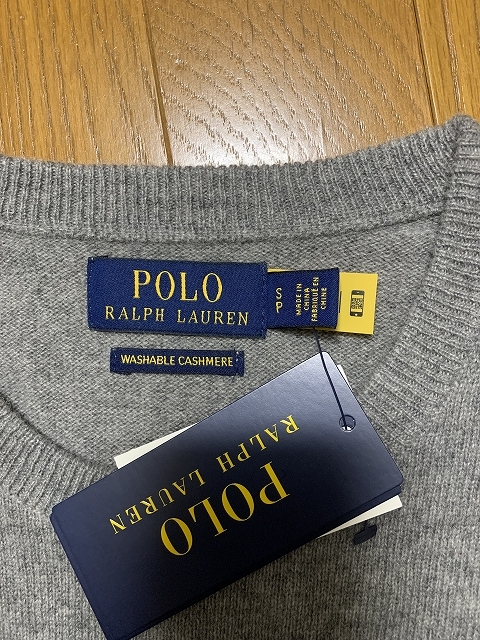 POLO
RALPH LAUREN
S
P
MADE IN
CHINA
FABRIQUÉ EN
CHINE
WASHABLE CASHMERE
POLO
RALPH LAUREN